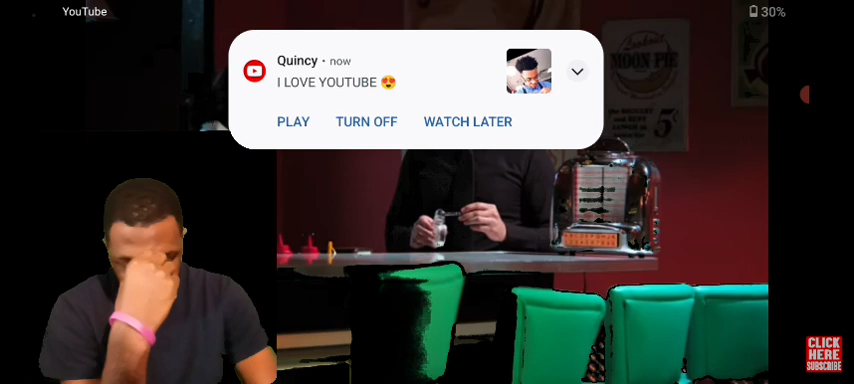 YouTube
30%
Quincy • now
I LOVE YOUTUBE 😍
PLAY TURN OFF WATCH LATER
MOON PIE
5¢
CLICK
HERE
SUBSCRIBE